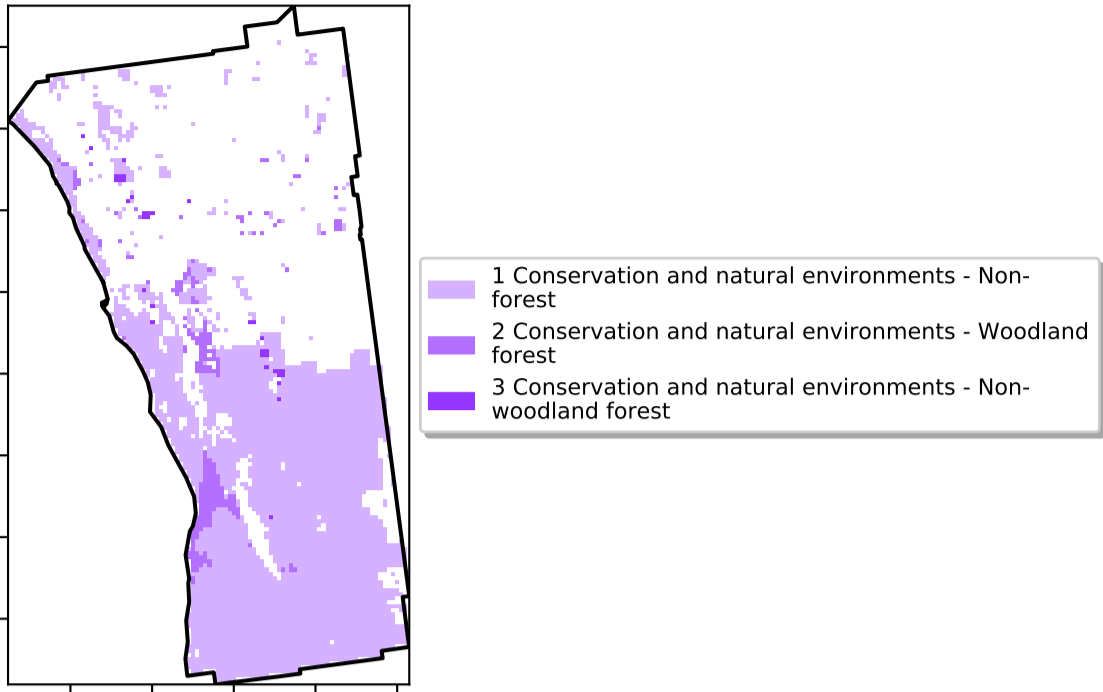 1 Conservation and natural environments - Non-
forest
2 Conservation and natural environments - Woodland
forest
3 Conservation and natural environments - Non-
woodland forest